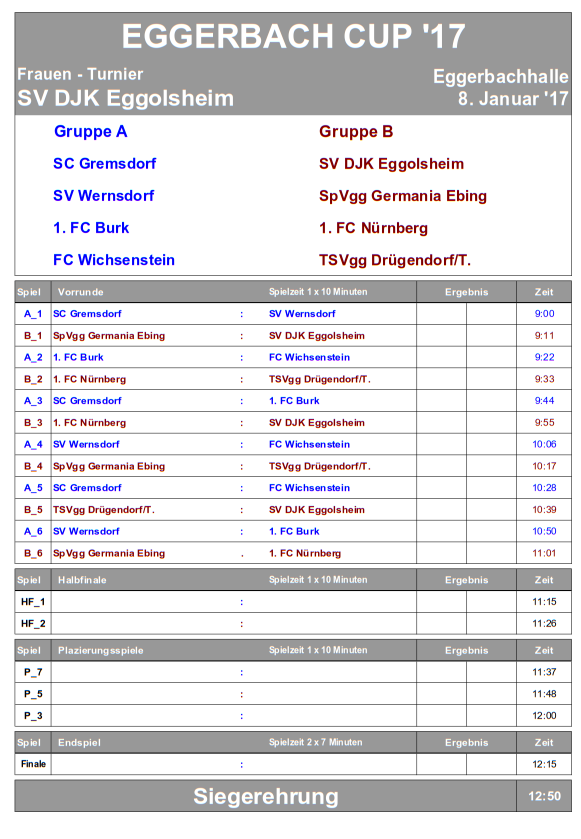 EGGERBACH CUP '17
Frauen - Turnier Eggerbachhalle
SV DJK Eggolsheim 8. Januar '17
Gruppe A Gruppe B
SC Gremsdorf SV DJK Eggolsheim
SV Wernsdorf SpVgg Germania Ebing
1. FC Burk 1. FC Nürnberg
FC Wichsenstein TSVgg Drügendorf/T.
Spiel Vorrunde Spielzeit 1 x 10 Minuten Ergebnis Zeit
A_1 SC Gremsdorf : SV Wernsdorf 9:00
B_1 SpVgg Germania Ebing : SV DJK Eggolsheim 9:11
A_2 1. FC Burk : FC Wichsenstein 9:22
B_2 1. FC Nürnberg : TSVgg Drügendorf/T. 9:33
A_3 SC Gremsdorf : 1. FC Burk 9:44
B_3 1. FC Nürnberg : SV DJK Eggolsheim 9:55
A_4 SV Wernsdorf : FC Wichsenstein 10:06
B_4 SpVgg Germania Ebing : TSVgg Drügendorf/T. 10:17
A_5 SC Gremsdorf : FC Wichsenstein 10:28
B_5 TSVgg Drügendorf/T. : SV DJK Eggolsheim 10:39
A_6 SV Wernsdorf : 1. FC Burk 10:50
B_6 SpVgg Germania Ebing . 1. FC Nürnberg 11:01
Spiel Halbfinale Spielzeit 1 x 10 Minuten Ergebnis Zeit
HF_1 : 11:15
HF_2 : 11:26
Spiel Plazierungsspiele Spielzeit 1 x 10 Minuten Ergebnis Zeit
P_7 : 11:37
P_5 : 11:48
P_3 : 12:00
Spiel Endspiel Spielzeit 2 x 7 Minuten Ergebnis Zeit
Finale : 12:15
Siegerehrung 12:50